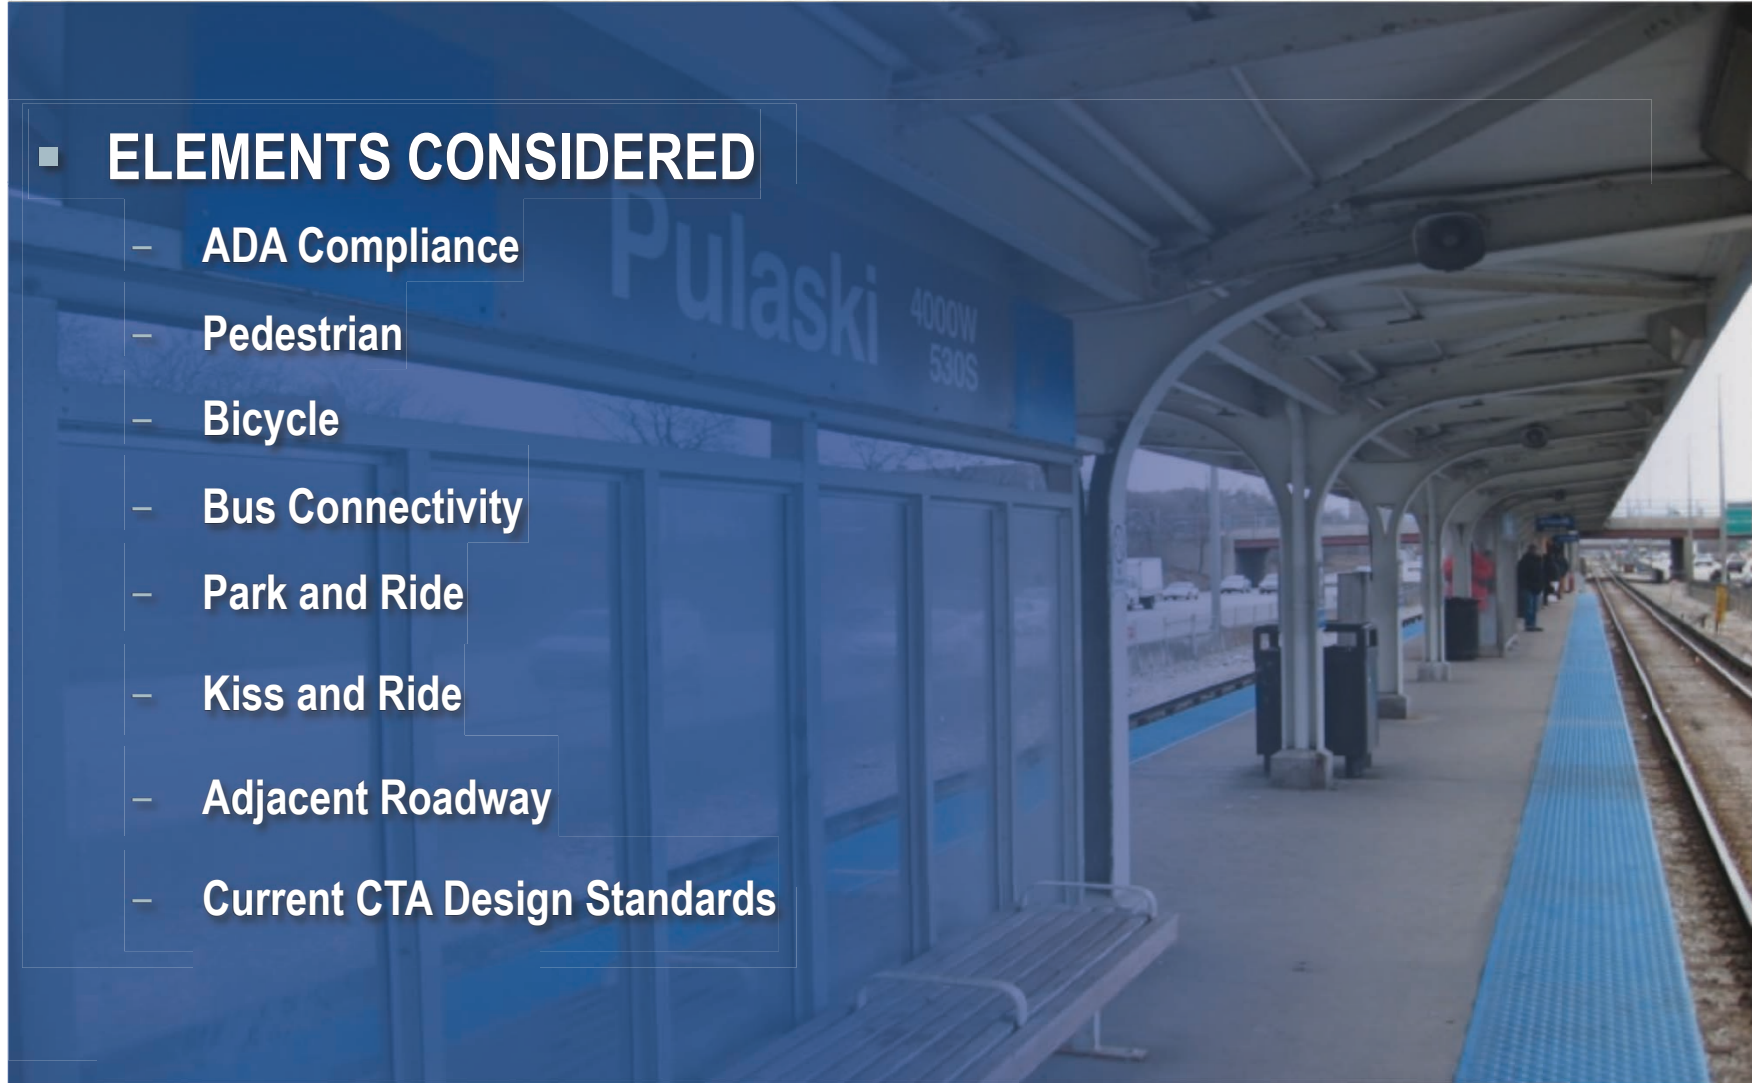 ▪ ELEMENTS CONSIDERED
– ADA Compliance
– Pedestrian
– Bicycle
– Bus Connectivity
– Park and Ride
– Kiss and Ride
– Adjacent Roadway
– Current CTA Design Standards
Pulaski
4000W
530S